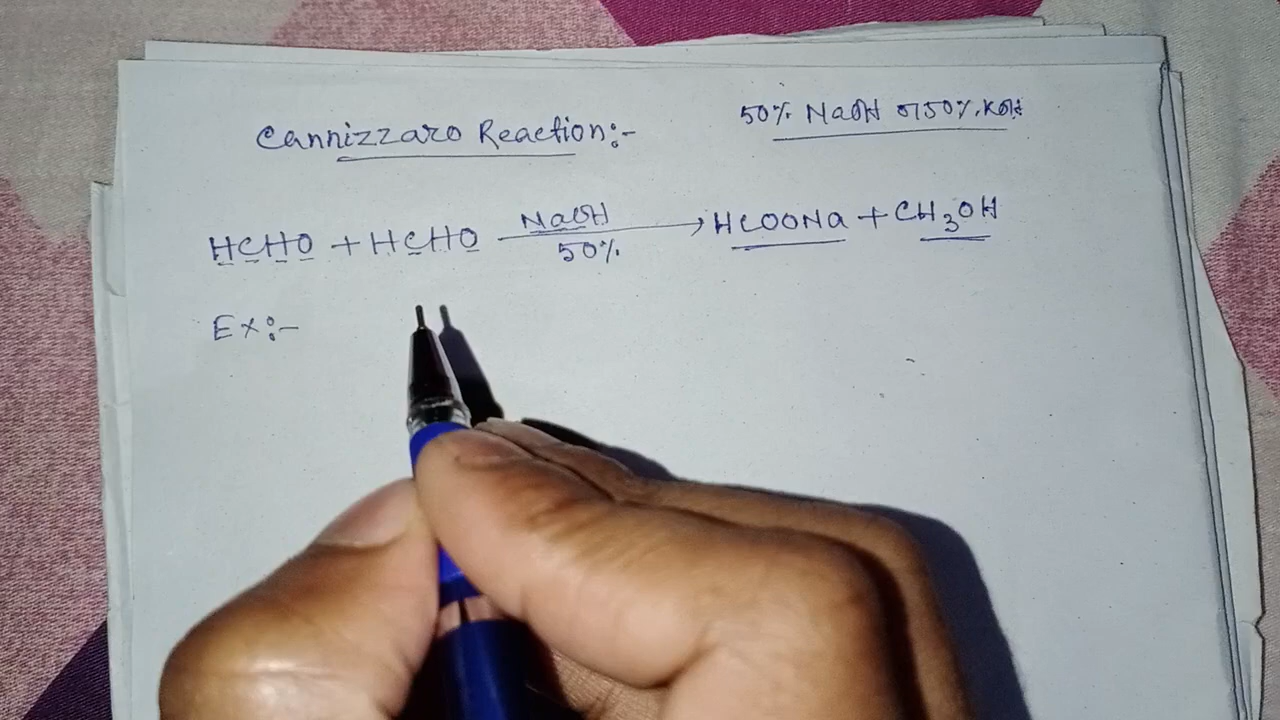 Cannizzaro Reaction:-
50% NaOH or 50% KOH
HCHO + HCHO NaOH 50% → HCOONa + CH₃OH
Ex:-